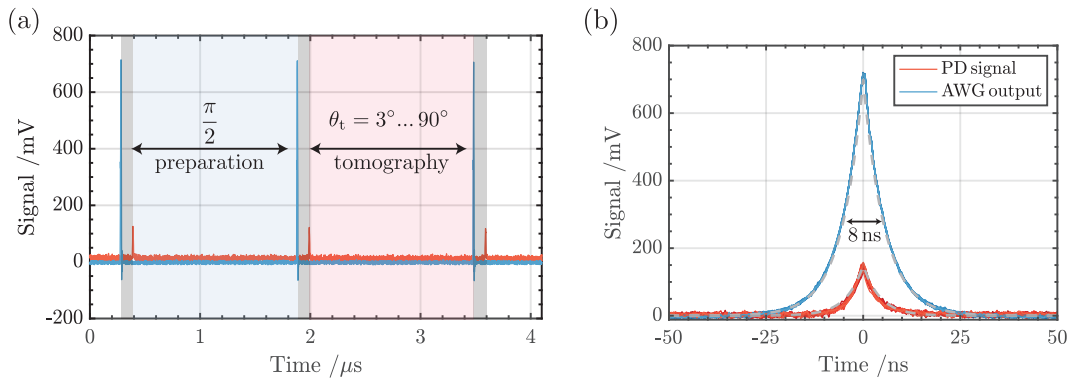 (a)
800
600
400
200
0
-200
Signal /mV
π/2
preparation
θt = 3°... 90°
tomography
0 1 2 3 4
Time /μs
(b)
800
600
400
200
0
Signal /mV
PD signal
AWG output
8 ns
-50 -25 0 25 50
Time /ns